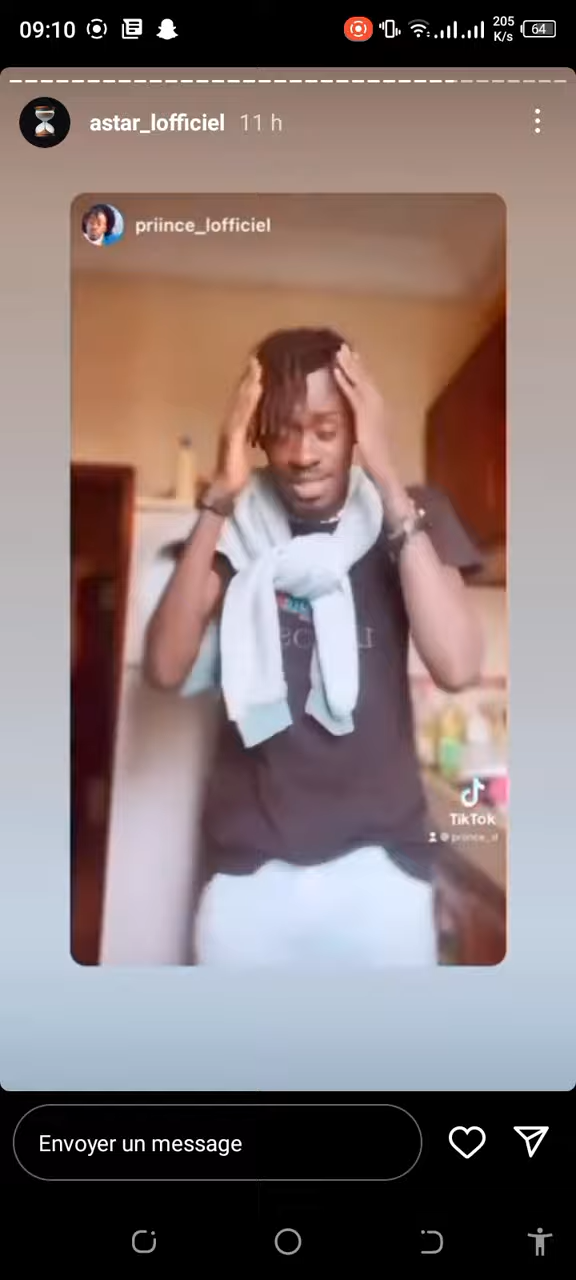 09:10
205
K/s
64
astar_lofficiel 11 h
priince_lofficiel
TikTok
Envoyer un message